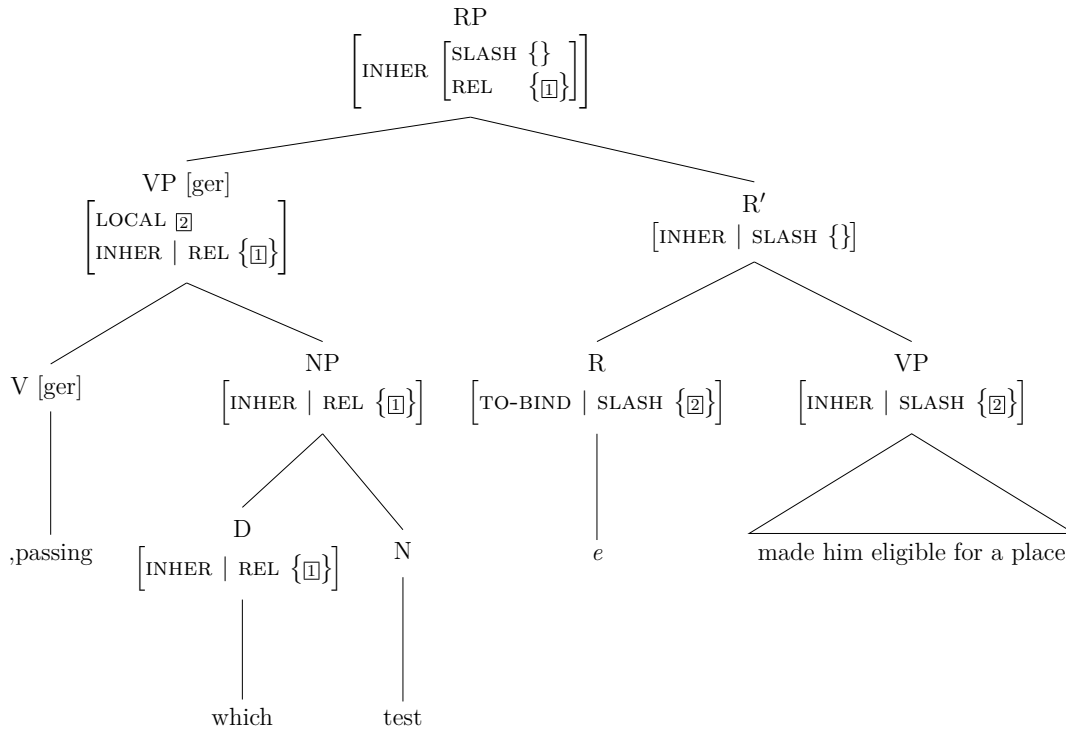 RP
[INHER [SLASH {}
REL {1}]]
VP [ger]
[LOCAL 2
INHER | REL {1}]
R′
[INHER | SLASH {}]
V [ger]
NP
[INHER | REL {1}]
R
[TO-BIND | SLASH {2}]
VP
[INHER | SLASH {2}]
D
[INHER | REL {1}]
N
,passing
e
made him eligible for a place
which
test